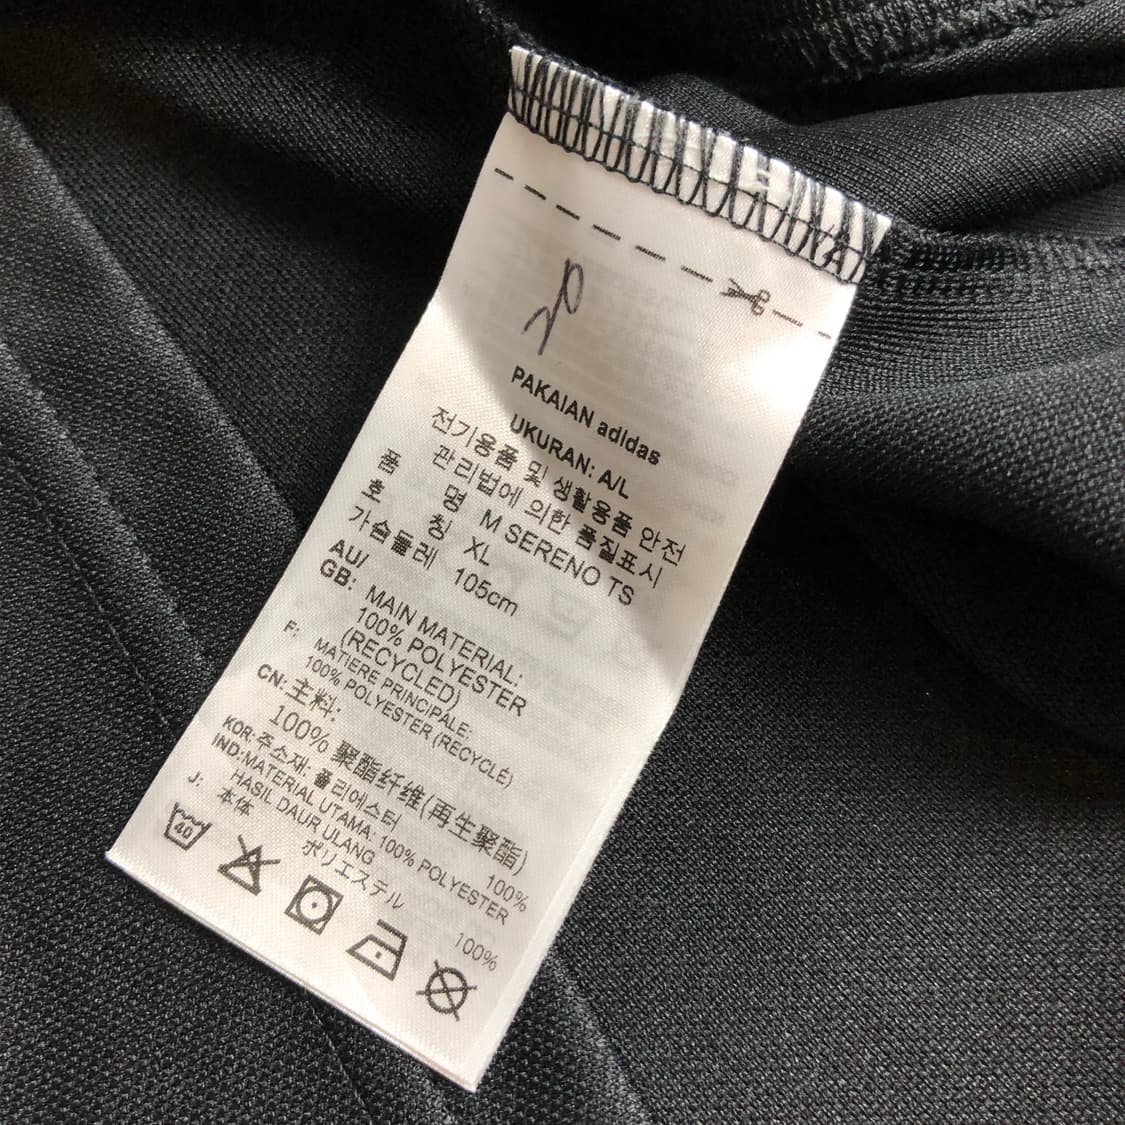 PAKAIAN adidas
UKURAN: A/L
전기용품 및 생활용품 안전
관리법에 의한 품질표시
품 명 M SERENO TS
호 칭 XL
가슴둘레 105cm
AU/
GB: MAIN MATERIAL:
100% POLYESTER
(RECYCLED)
F: MATIERE PRINCIPALE:
100% POLYESTER (RECYCLÉ)
CN: 主料:
100% 聚酯纤维(再生聚酯)
KOR: 주소재: 폴리에스터 100%
IND: MATERIAL UTAMA: 100% POLYESTER
HASIL DAUR ULANG
J: 本体
ポリエステル 100%
40